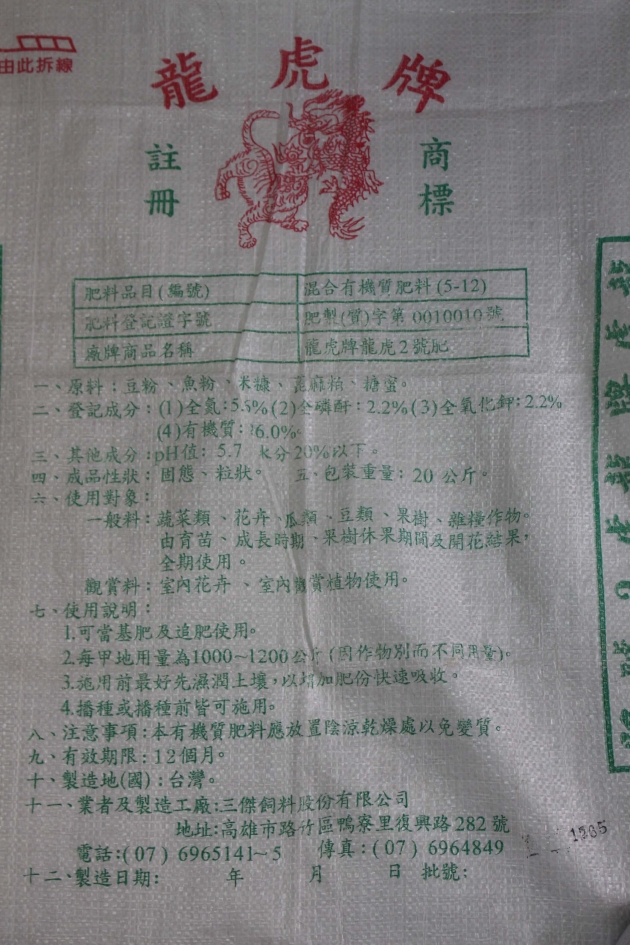 由此拆線
龍虎牌
註冊 商標
肥料品目(編號) 混合有機質肥料(5-12)
肥料登記證字號 肥製(質)字第 0010010號
廠牌商品名稱 龍虎牌龍虎2號肥
一、原料：豆粉、魚粉、米糠、蓖麻粕、糖蜜。
二、登記成分：(1)全氮:5.5%(2)全磷酐：2.2%(3)全氧化鉀:2.2%
(4)有機質：6.0%
三、其他成分：pH值：5.7 水分20%以下。
四、成品性狀：固態、粒狀。 五、包裝重量：20 公斤。
六、使用對象：
一般料：蔬菜類、花卉、瓜類、豆類、果樹、雜糧作物。
由育苗、成長時期、果樹休果期間及開花結果，
全期使用。
觀賞料：室內花卉、室內觀賞植物使用。
七、使用說明：
1.可當基肥及追肥使用。
2.每甲地用量為1000~1200公斤(因作物別而不同用量)。
3.施用前最好先濕潤土壤，以增加肥份快速吸收。
4.播種或播種前皆可施用。
八、注意事項：本有機質肥料應放置陰涼乾燥處以免變質。
九、有效期限：12個月。
十、製造地(國)：台灣。
十一、業者及製造工廠:三傑飼料股份有限公司
地址:高雄市路竹區鴨寮里復興路 282 號
電話:(07) 6965141~5 傳真：(07) 6964849
十二、製造日期： 年 月 日 批號：
1285